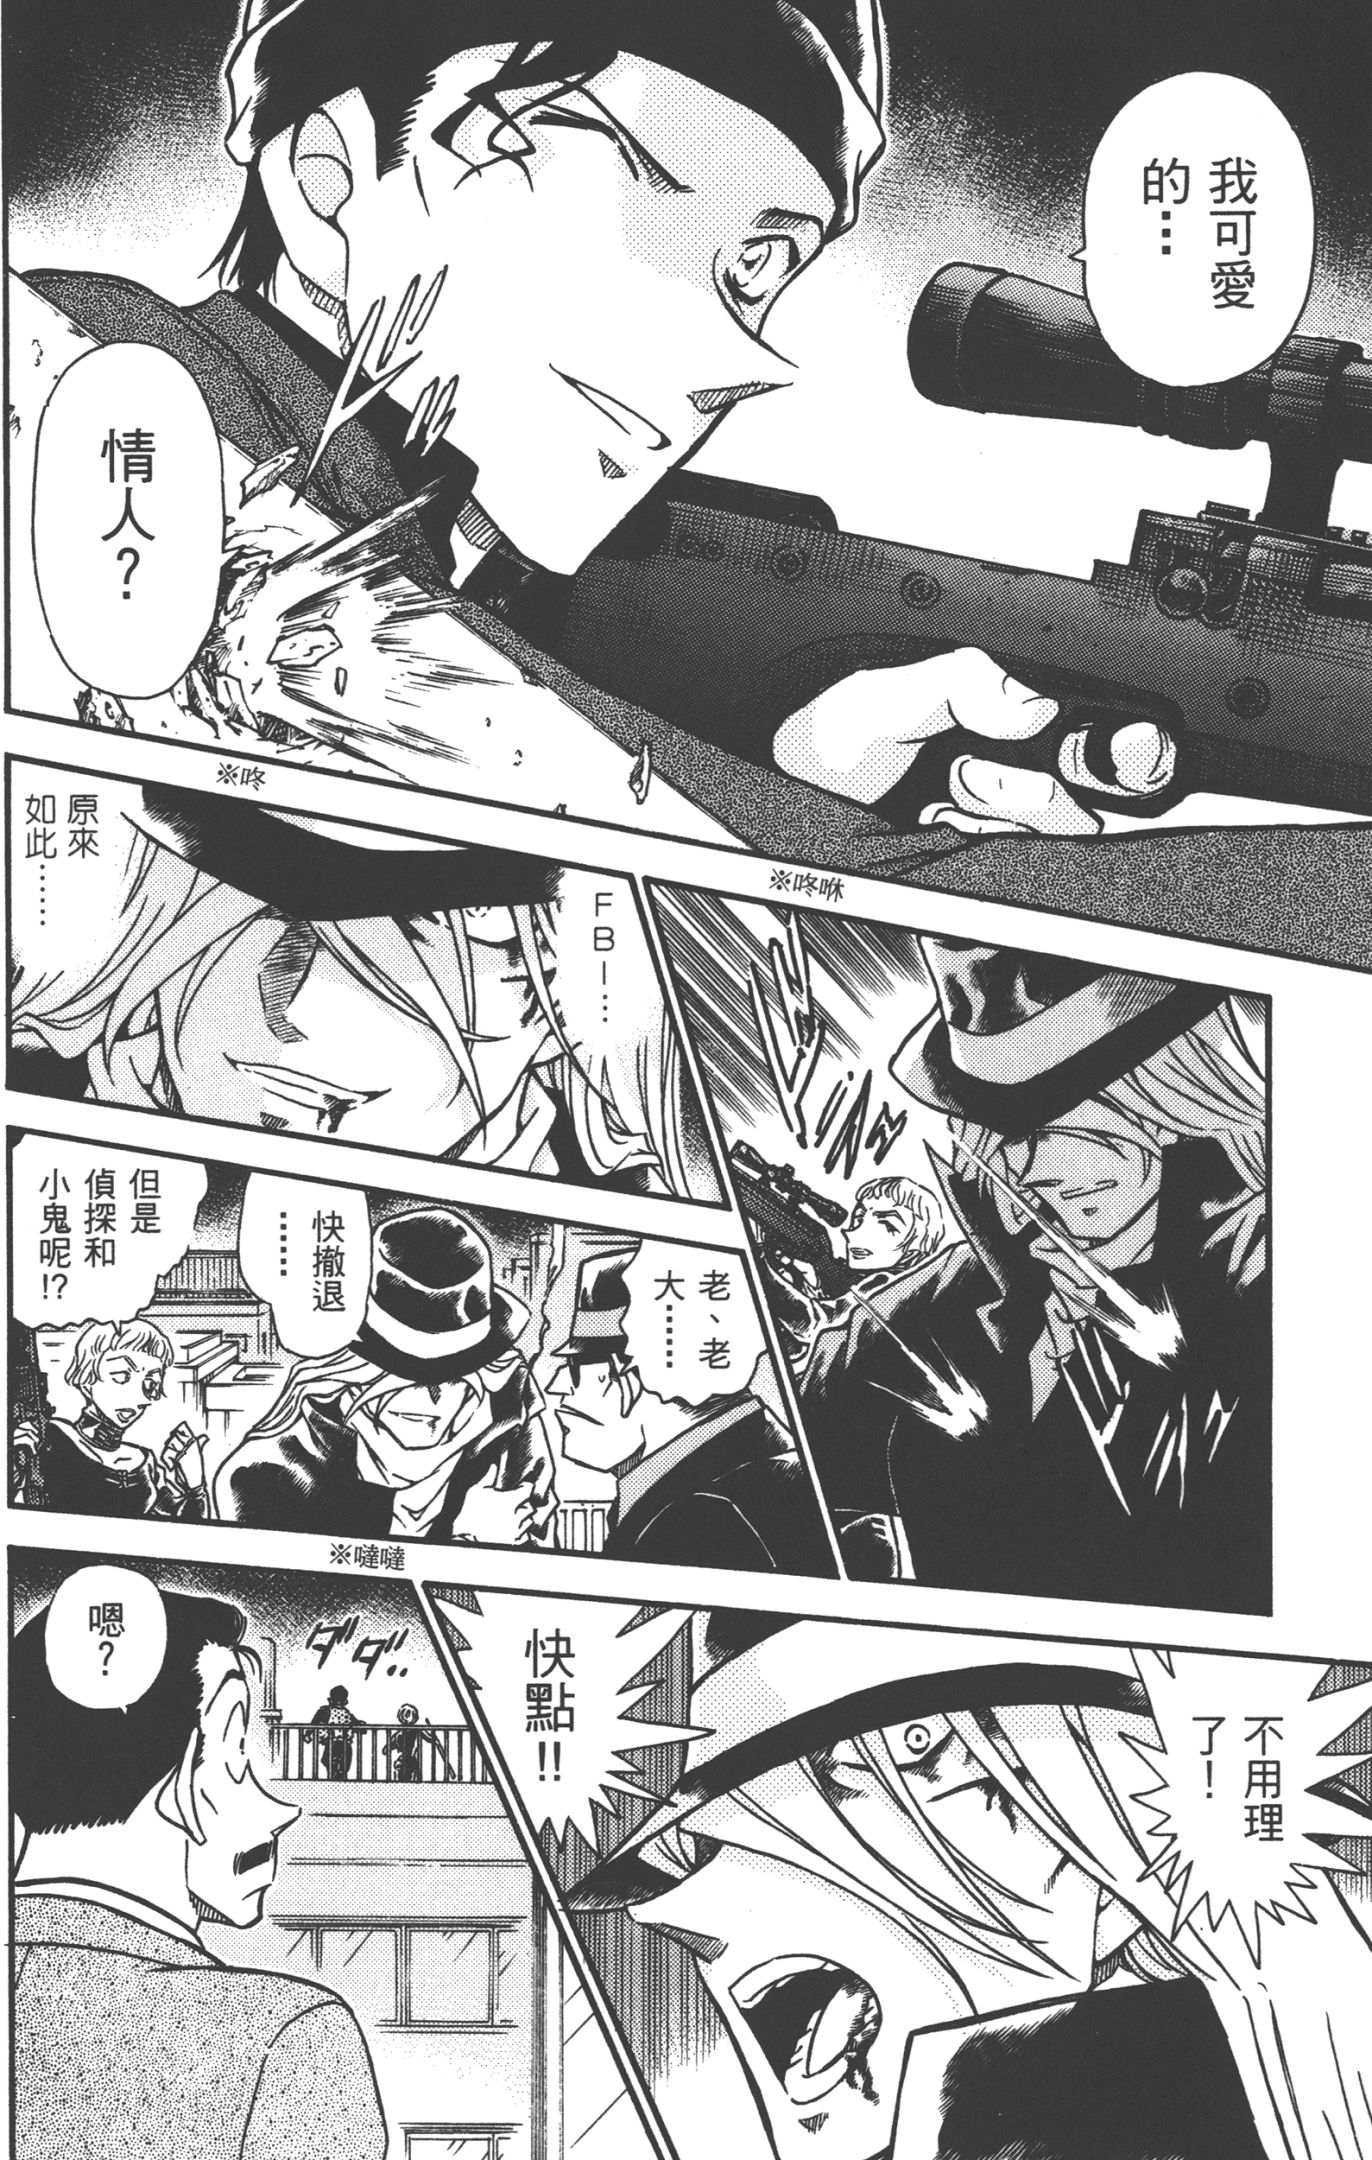 我可愛
的…
情人？
※咚
※咚咻
FBI…
原來
如此……
老、老
大……
快撤退
……
但是
偵探和
小鬼呢!?
不用理
了！
快點!!
※噠噠
ダダ‥
嗯？